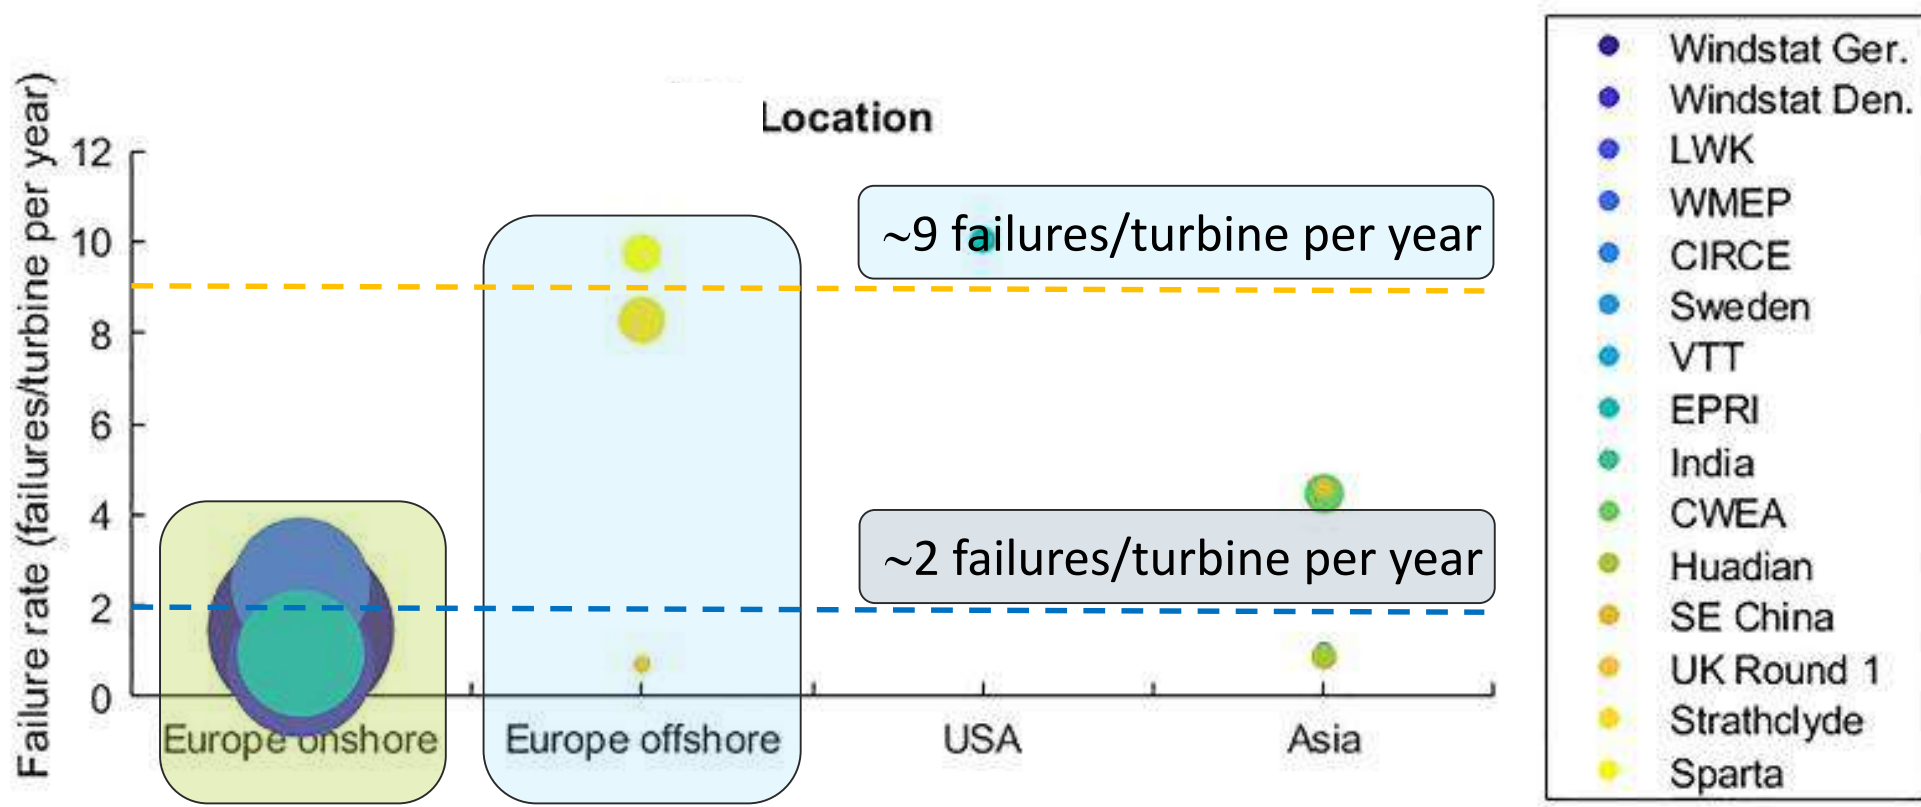 Location
Failure rate (failures/turbine per year)
12
10
8
6
4
2
0
~9 failures/turbine per year
~2 failures/turbine per year
Europe onshore
Europe offshore
USA
Asia
Windstat Ger.
Windstat Den.
LWK
WMEP
CIRCE
Sweden
VTT
EPRI
India
CWEA
Huadian
SE China
UK Round 1
Strathclyde
Sparta